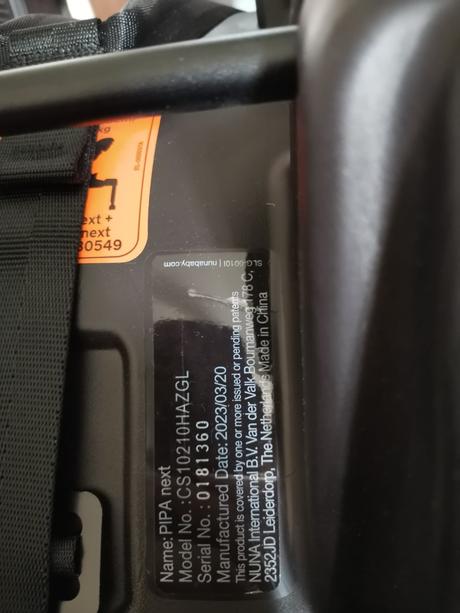 kg
ext +
next
30549
Name: PIPA next
Model No. :CS10210HAZGL
Serial No. : 0181360
Manufactured Date: 2023/03/20
This product is covered by one or more issued or pending patents
NUNA International B.V. Van der Valk Boumanweg 178 C,
2352JD Leiderdorp, The Netherlands Made in China
SLG-00101 | nunababy.com